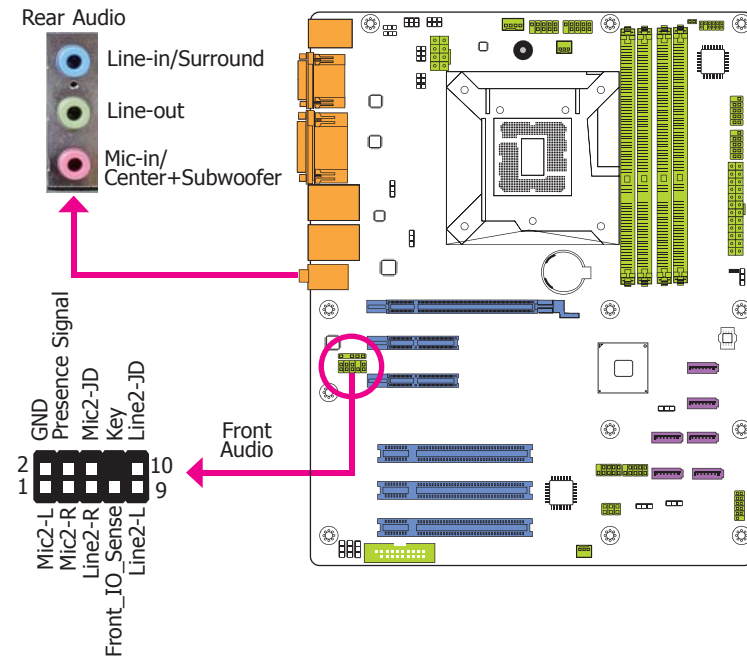 Rear Audio
Line-in/Surround
Line-out
Mic-in/
Center+Subwoofer
Front
Audio
GND
Presence Signal
Mic2-JD
Key
Line2-JD
2
10
1
9
Mic2-L
Mic2-R
Line2-R
Front_IO_Sense
Line2-L